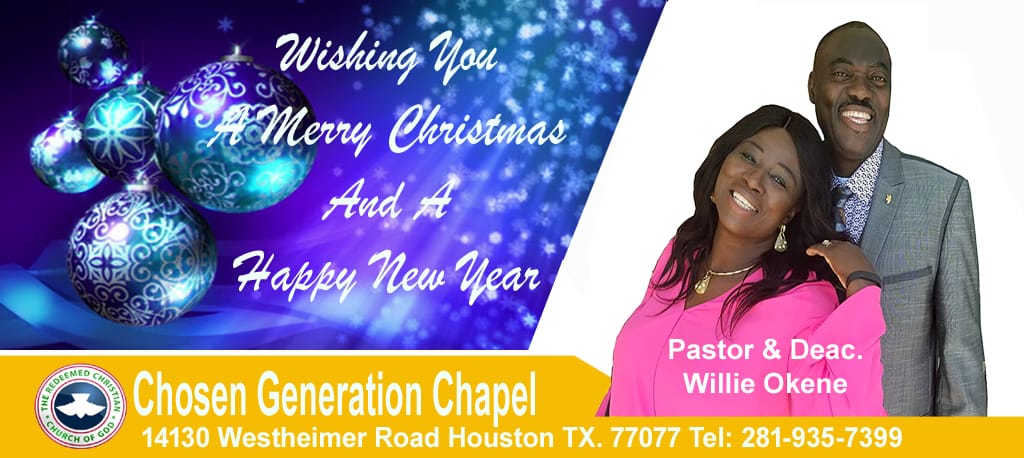 Wishing You
A Merry Christmas
And A
Happy New Year
Pastor & Deac.
Willie Okene
THE REDEEMED CHRISTIAN
CHURCH OF GOD
Chosen Generation Chapel
14130 Westheimer Road Houston TX. 77077 Tel: 281-935-7399